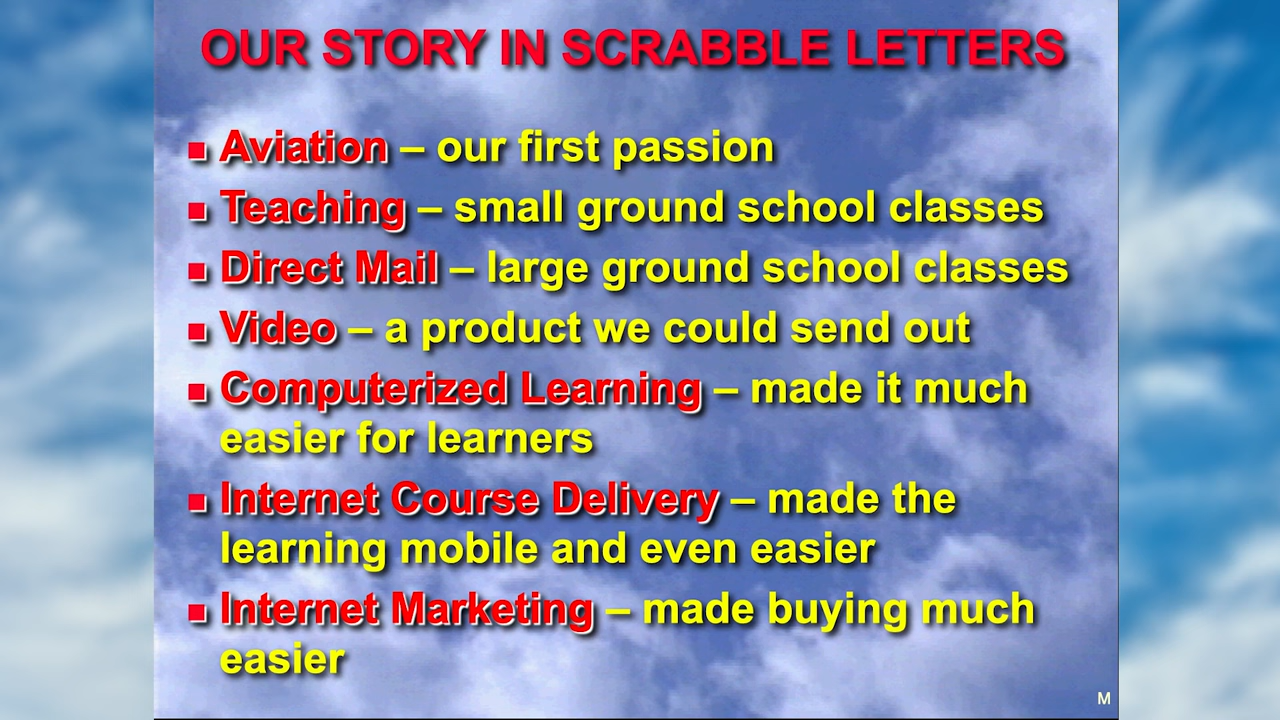 OUR STORY IN SCRABBLE LETTERS
Aviation – our first passion
Teaching – small ground school classes
Direct Mail – large ground school classes
Video – a product we could send out
Computerized Learning – made it much
easier for learners
Internet Course Delivery – made the
learning mobile and even easier
Internet Marketing – made buying much
easier
M